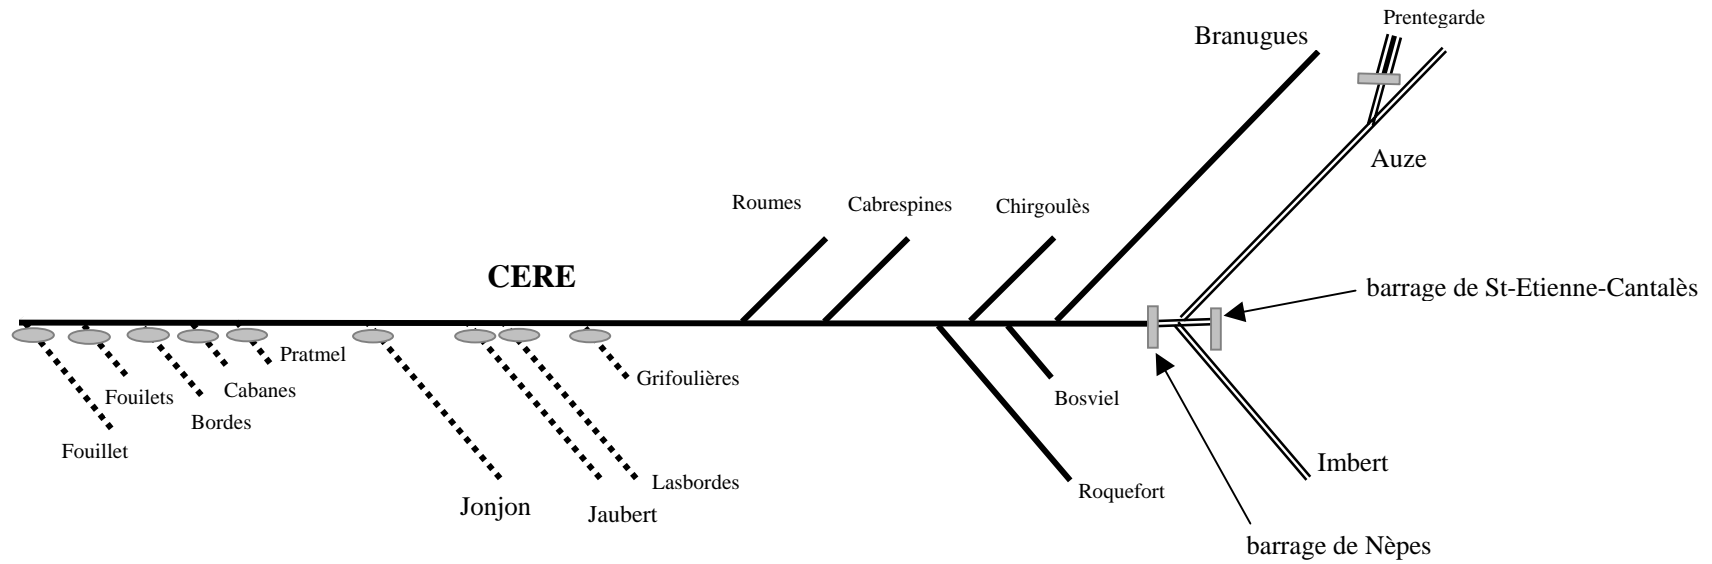 Prentegarde
Branugues
Auze
Roumes
Cabrespines
Chirgoulès
CERE
barrage de St-Etienne-Cantalès
Pratmel
Grifoulières
Cabanes
Fouilets
Bosviel
Bordes
Fouillet
Imbert
Lasbordes
Roquefort
Jonjon
Jaubert
barrage de Nèpes